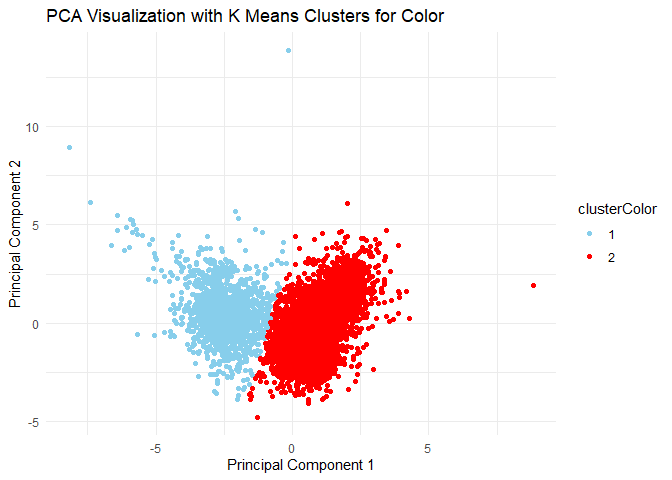 PCA Visualization with K Means Clusters for Color
Principal Component 2
10
5
0
-5
-5
0
5
Principal Component 1
clusterColor
1
2